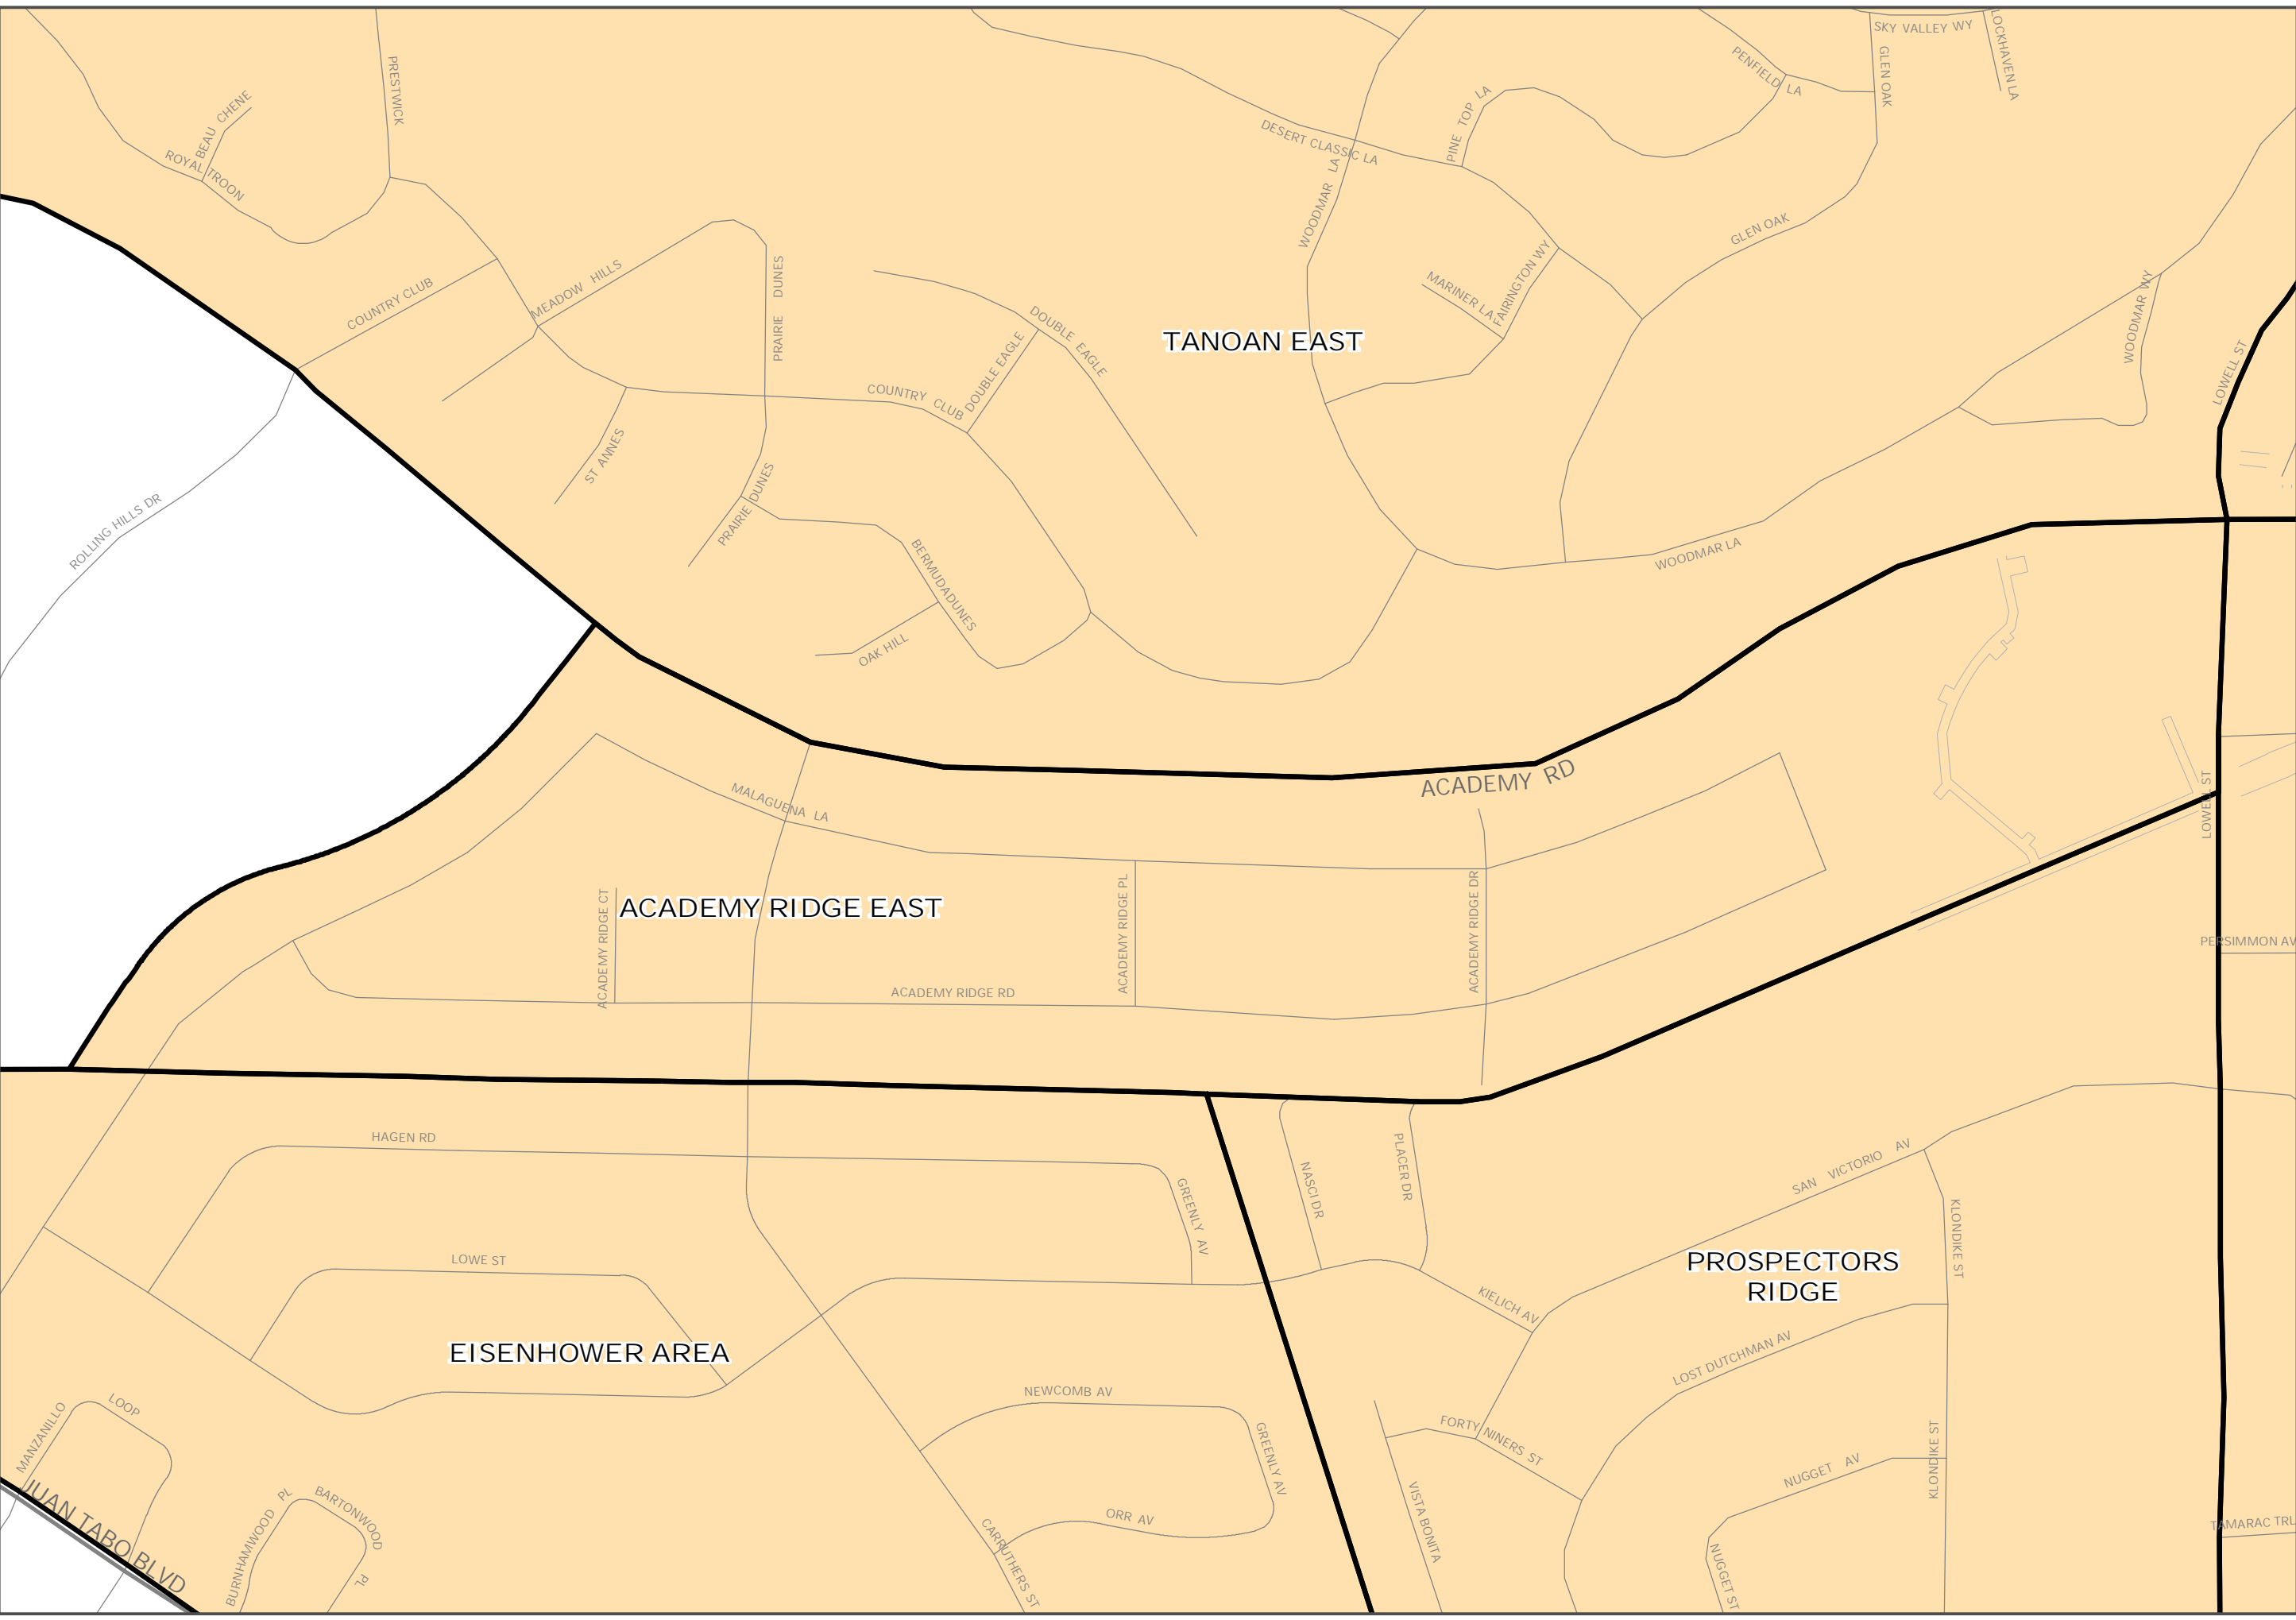 SKY VALLEY WY
LOCKHAVEN LA
PRESTWICK
GLEN OAK
PENFIELD LA
BEAU CHENE
PINE TOP LA
DESERT CLASSIC LA
ROYAL TROON
WOODMAR LA
GLEN OAK
COUNTRY CLUB
MEADOW HILLS
PRAIRIE DUNES
MARINER LA
FAIRINGTON WY
WOODMAR WY
DOUBLE EAGLE
DOUBLE EAGLE
TANOAN EAST
LOWELL ST
COUNTRY CLUB
ST ANNES
PRAIRIE DUNES
ROLLING HILLS DR
WOODMAR LA
BERMUDA DUNES
OAK HILL
ACADEMY RD
MALAGUENA LA
LOWELL ST
ACADEMY RIDGE CT
ACADEMY RIDGE EAST
ACADEMY RIDGE PL
ACADEMY RIDGE DR
PERSIMMON AV
ACADEMY RIDGE RD
HAGEN RD
GREENLY AV
NASCI DR
PLACER DR
SAN VICTORIO AV
KLONDIKE ST
LOWE ST
PROSPECTORS
RIDGE
KIELICH AV
EISENHOWER AREA
LOST DUTCHMAN AV
NEWCOMB AV
MANZANILLO LOOP
GREENLY AV
FORTY NINERS ST
KLONDIKE ST
NUGGET AV
JUAN TABO BLVD
BURNHAMWOOD PL
BARTONWOOD PL
ORR AV
CARRUTHERS ST
VISTA BONITA
NUGGET ST
TAMARAC TRL